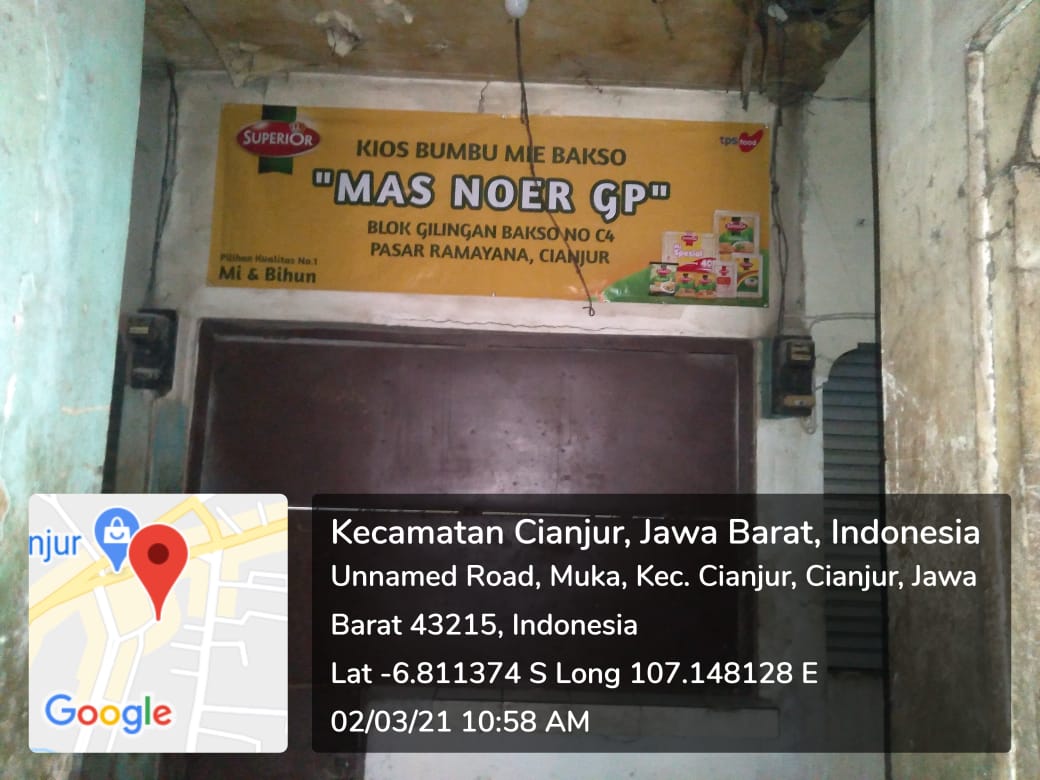 SUPERIOR
tps food
KIOS BUMBU MIE BAKSO
"MAS NOER GP"
BLOK GILINGAN BAKSO NO C4
PASAR RAMAYANA, CIANJUR
Pilihan Kualitas No.1
Mi & Bihun
Spesial
njur
Google
Kecamatan Cianjur, Jawa Barat, Indonesia
Unnamed Road, Muka, Kec. Cianjur, Cianjur, Jawa
Barat 43215, Indonesia
Lat -6.811374 S Long 107.148128 E
02/03/21 10:58 AM